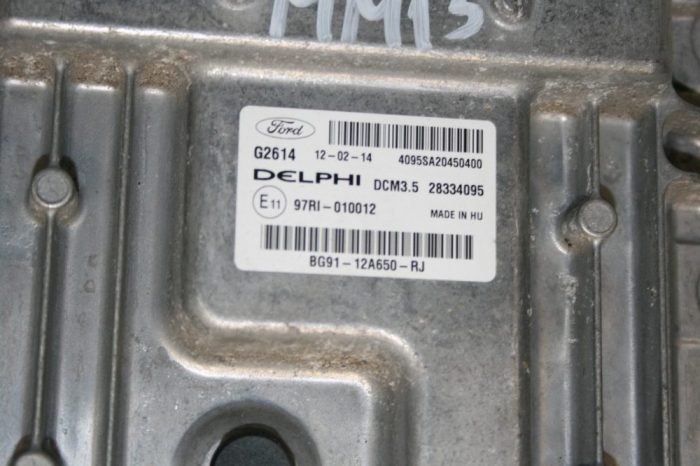 MM15
Ford
G2614 12-02-14 4095SA20450400
DELPHI DCM3.5 28334095
E11 97RI-010012 MADE IN HU
BG91-12A650-RJ